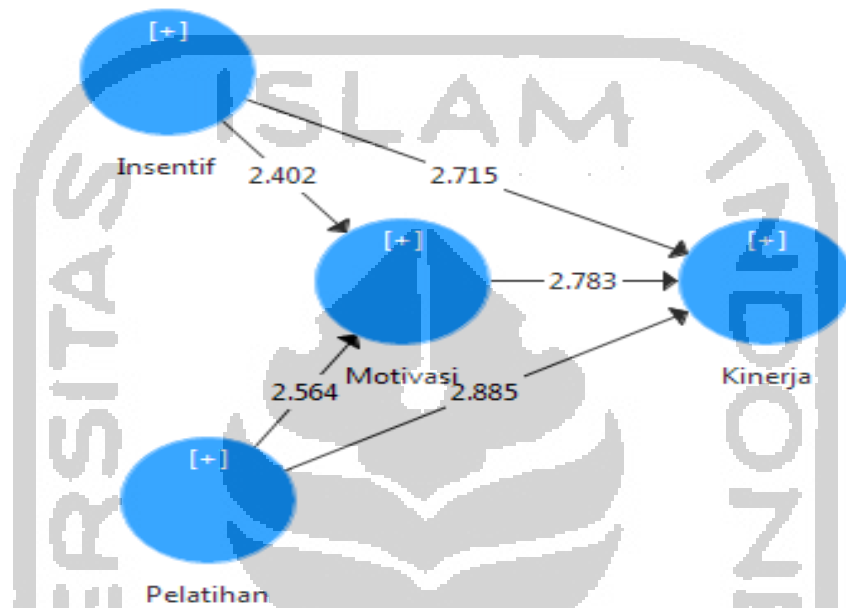 [+]
ISLAM
Insentif
2.402
2.715
[+]
[+]
2.783
Motivasi
Kinerja
2.564
2.885
[+]
Pelatihan